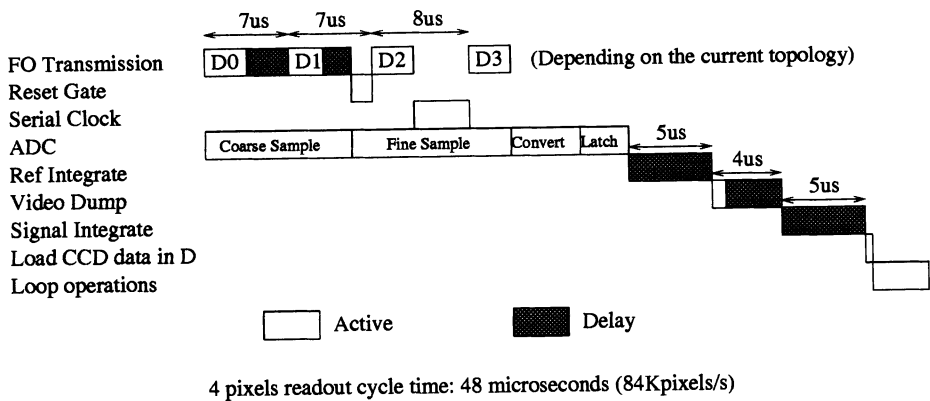 7us 7us 8us
FO Transmission D0 D1 D2 D3 (Depending on the current topology)
Reset Gate
Serial Clock
ADC Coarse Sample Fine Sample Convert Latch 5us
Ref Integrate 4us
Video Dump 5us
Signal Integrate
Load CCD data in D
Loop operations
Active Delay
4 pixels readout cycle time: 48 microseconds (84Kpixels/s)